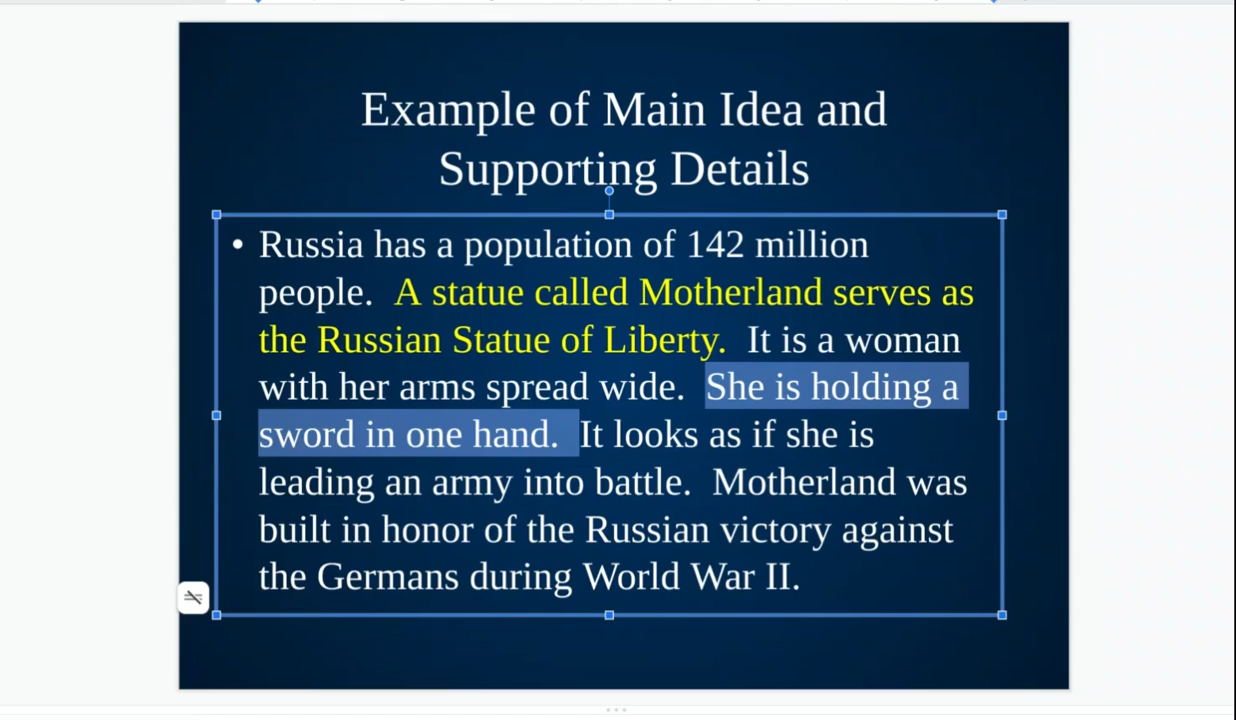 Example of Main Idea and
Supporting Details
• Russia has a population of 142 million
people.  A statue called Motherland serves as
the Russian Statue of Liberty.  It is a woman
with her arms spread wide.  She is holding a
sword in one hand.  It looks as if she is
leading an army into battle.  Motherland was
built in honor of the Russian victory against
the Germans during World War II.